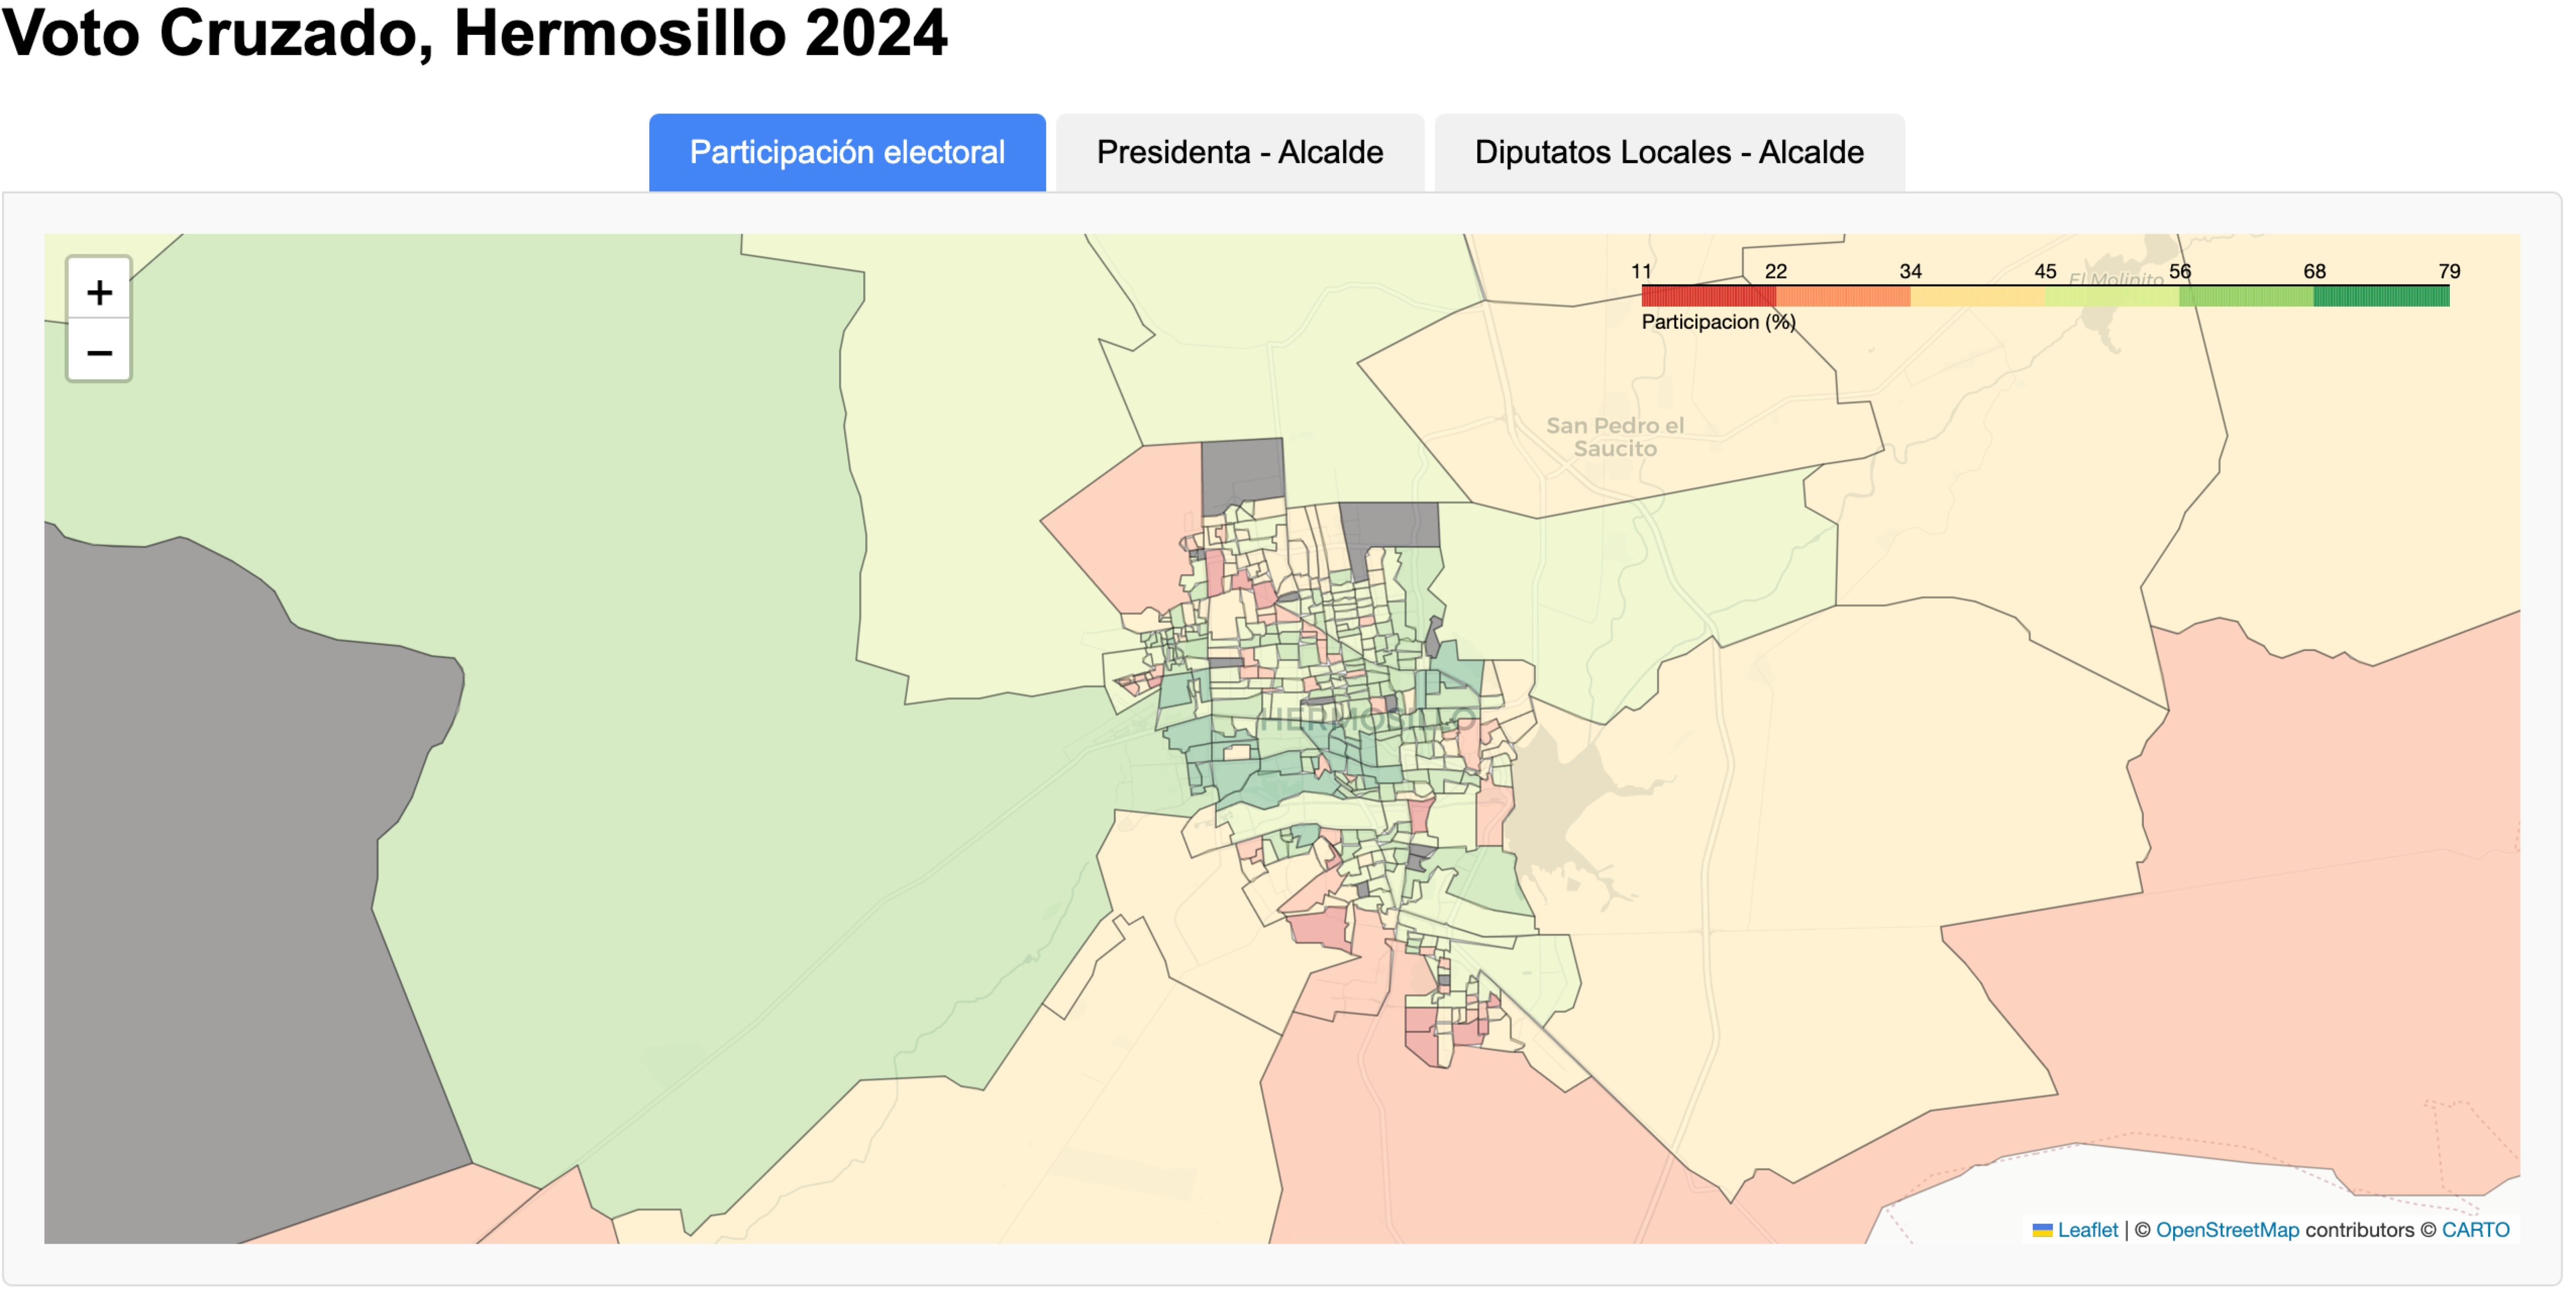 Voto Cruzado, Hermosillo 2024
Participación electoral
Presidenta - Alcalde
Diputatos Locales - Alcalde
+
−
11 22 34 45 56 68 79
El Molinito
Participacion (%)
San Pedro el
Saucito
HERMOSILLO
Leaflet | © OpenStreetMap contributors © CARTO